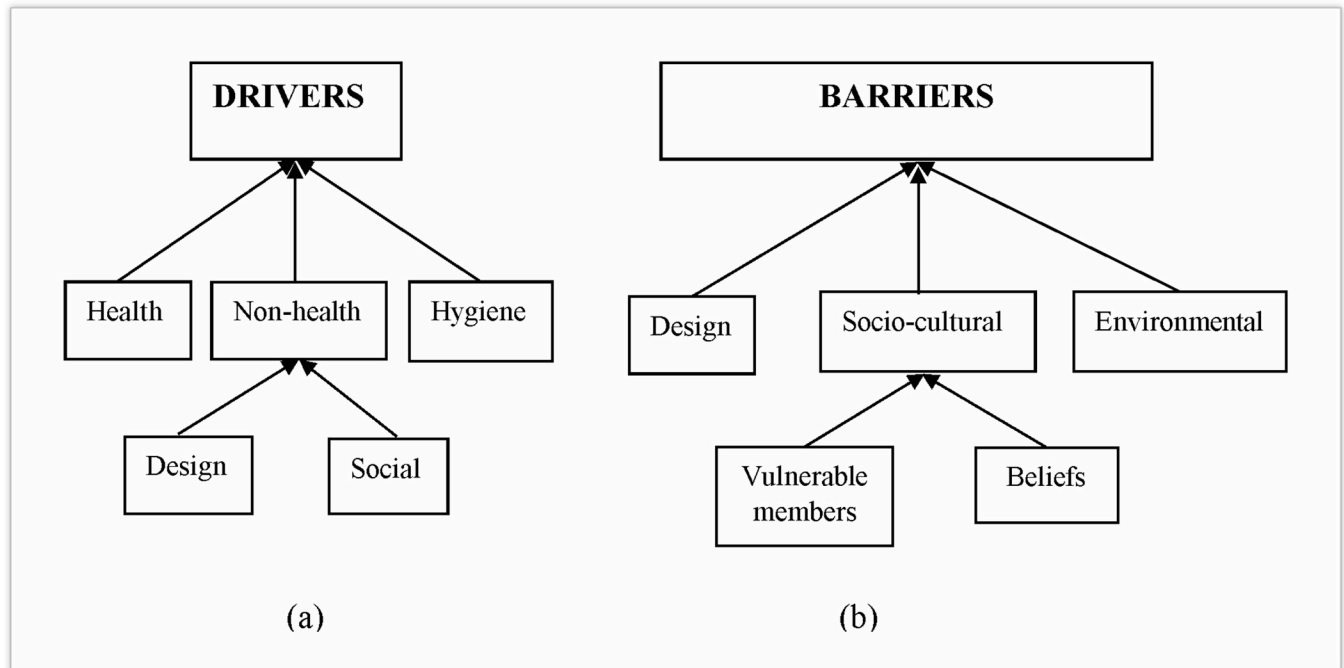 DRIVERS
Health
Non-health
Hygiene
Design
Social
(a)
BARRIERS
Design
Socio-cultural
Environmental
Vulnerable
members
Beliefs
(b)